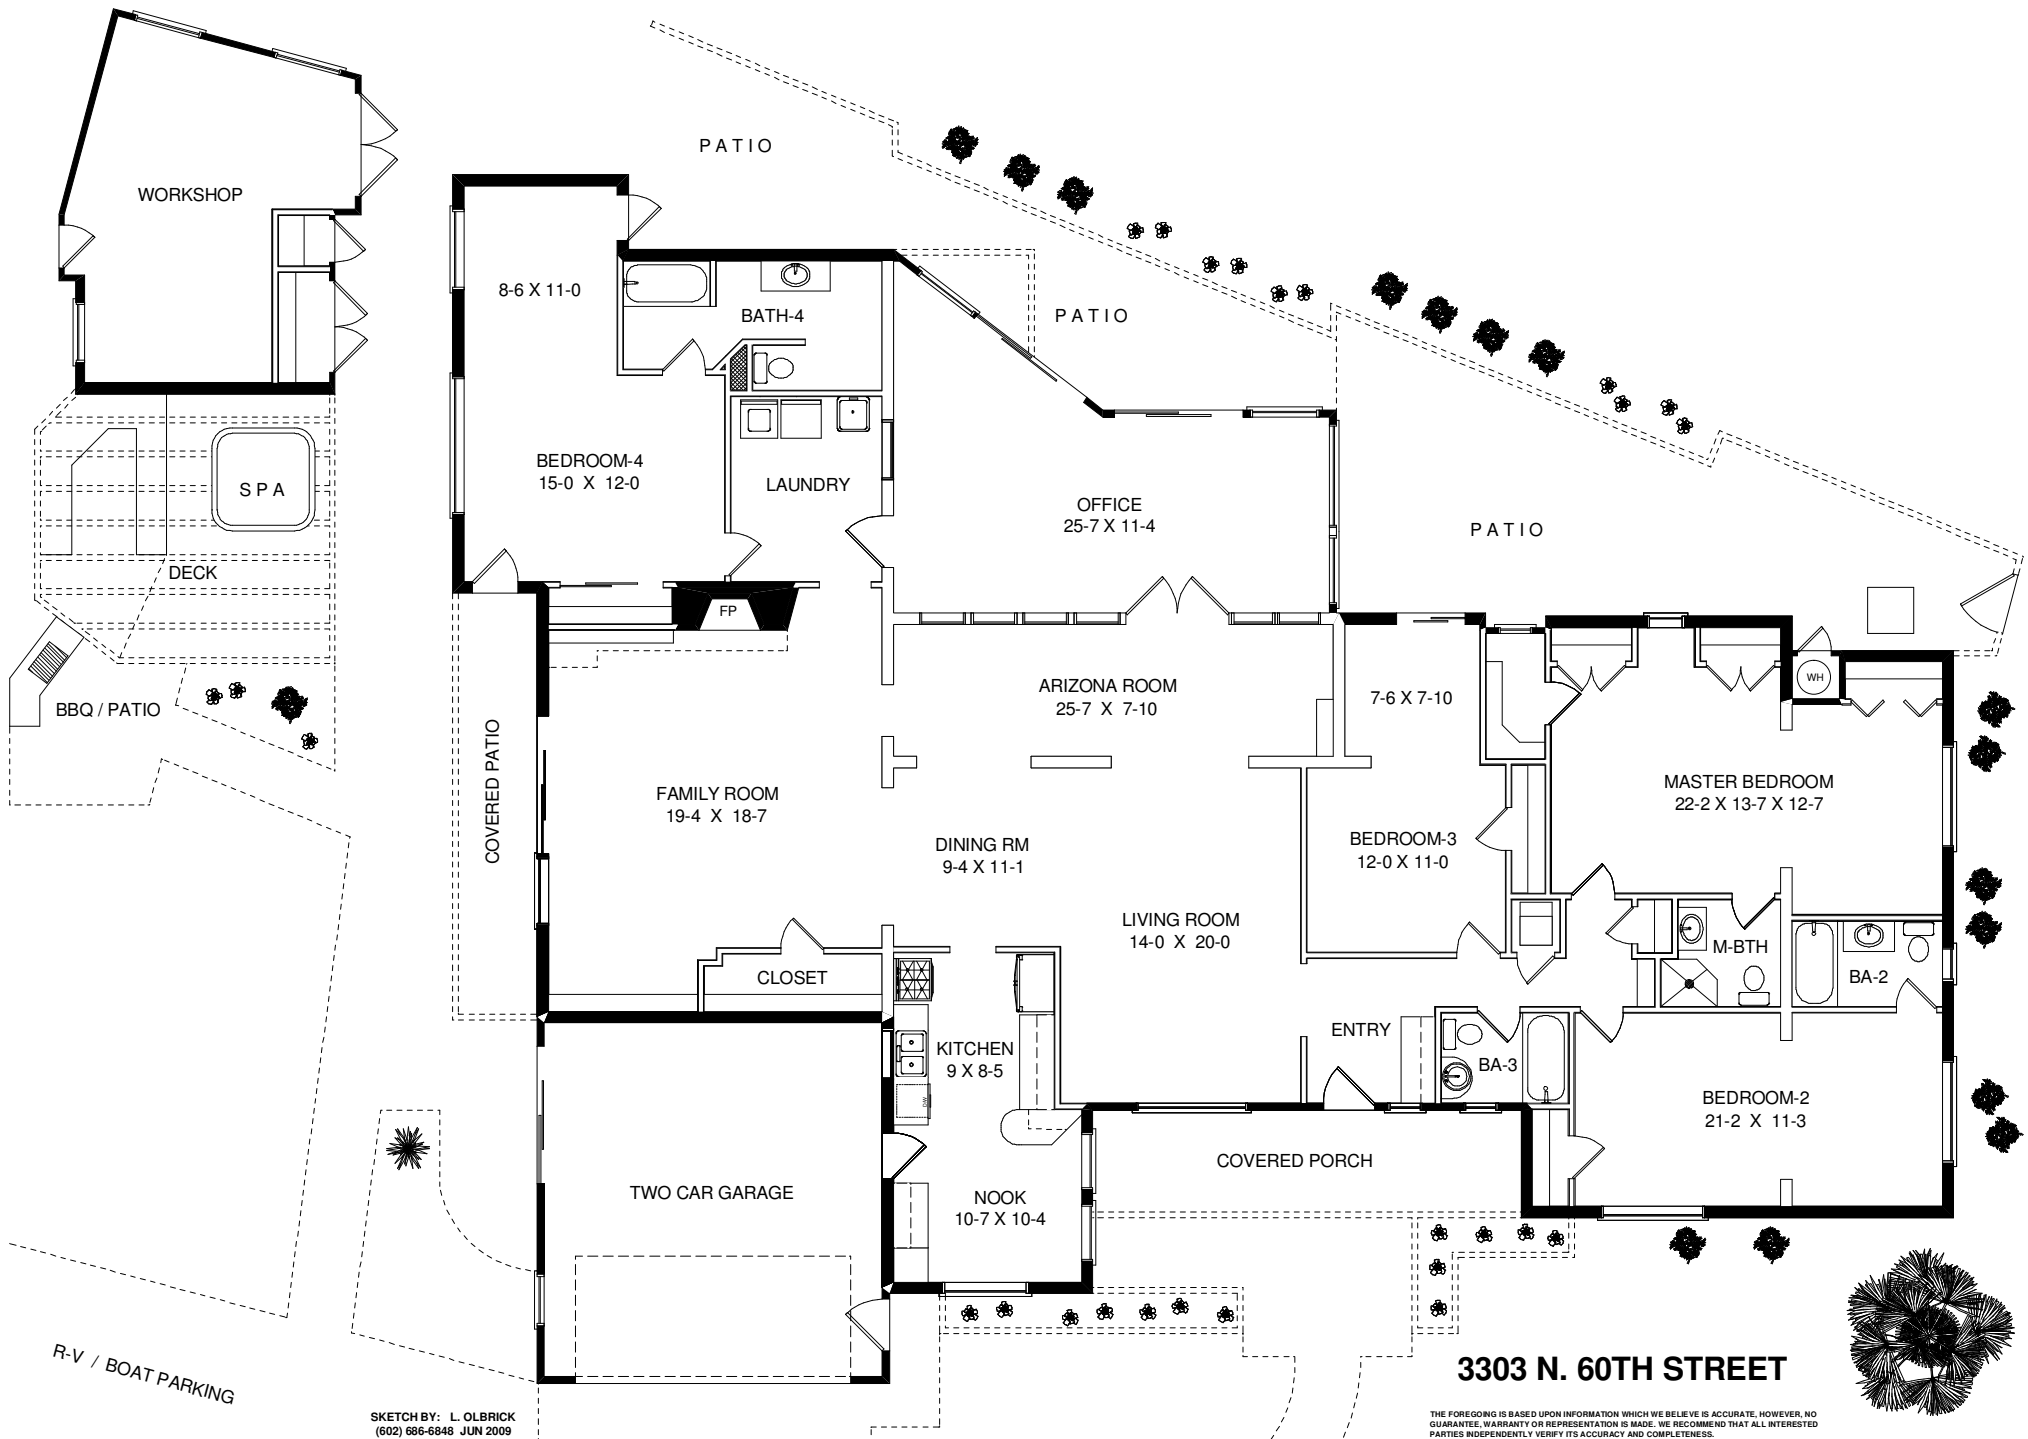 WORKSHOP
PATIO
8-6 X 11-0
BATH-4
PATIO
BEDROOM-4
15-0 X 12-0
LAUNDRY
SPA
OFFICE
25-7 X 11-4
PATIO
DECK
FP
ARIZONA ROOM
25-7 X 7-10
7-6 X 7-10
WH
BBQ / PATIO
COVERED PATIO
FAMILY ROOM
19-4 X 18-7
MASTER BEDROOM
22-2 X 13-7 X 12-7
DINING RM
9-4 X 11-1
BEDROOM-3
12-0 X 11-0
LIVING ROOM
14-0 X 20-0
M-BTH
BA-2
CLOSET
KITCHEN
9 X 8-5
ENTRY
BA-3
DW
BEDROOM-2
21-2 X 11-3
COVERED PORCH
TWO CAR GARAGE
NOOK
10-7 X 10-4
R-V / BOAT PARKING
3303 N. 60TH STREET
SKETCH BY: L. OLBRICK
(602) 686-6848 JUN 2009
THE FOREGOING IS BASED UPON INFORMATION WHICH WE BELIEVE IS ACCURATE, HOWEVER, NO
GUARANTEE, WARRANTY OR REPRESENTATION IS MADE. WE RECOMMEND THAT ALL INTERESTED
PARTIES INDEPENDENTLY VERIFY ITS ACCURACY AND COMPLETENESS.